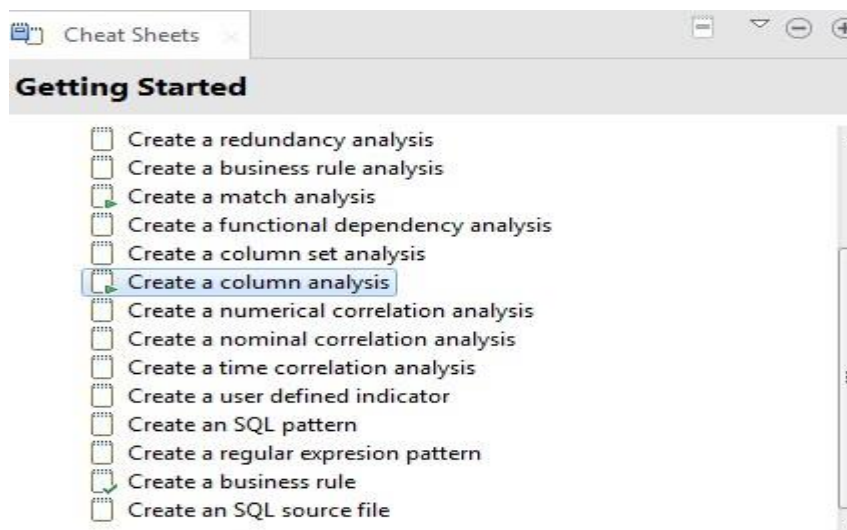 Cheat Sheets
Getting Started
Create a redundancy analysis
Create a business rule analysis
Create a match analysis
Create a functional dependency analysis
Create a column set analysis
Create a column analysis
Create a numerical correlation analysis
Create a nominal correlation analysis
Create a time correlation analysis
Create a user defined indicator
Create an SQL pattern
Create a regular expresion pattern
Create a business rule
Create an SQL source file